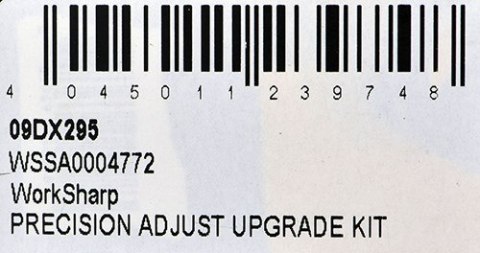 4 045011 239748
09DX295
WSSA0004772
WorkSharp
PRECISION ADJUST UPGRADE KIT